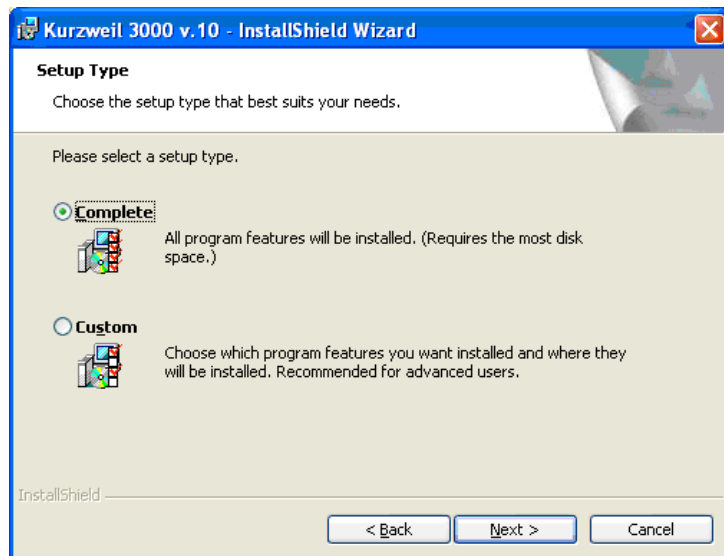 Kurzweil 3000 v.10 - InstallShield Wizard
Setup Type
Choose the setup type that best suits your needs.
Please select a setup type.
Complete
All program features will be installed. (Requires the most disk
space.)
Custom
Choose which program features you want installed and where they
will be installed. Recommended for advanced users.
InstallShield
< Back Next > Cancel